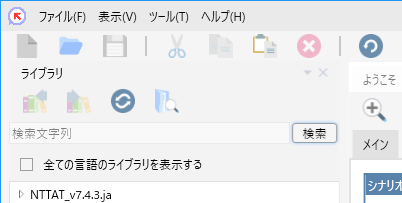 ファイル(F) 表示(V) ツール(T) ヘルプ(H)
ライブラリ
ようこそ
検索文字列 検索
メイン
全ての言語のライブラリを表示する
シナリオ
NTTAT_v7.4.3.ja